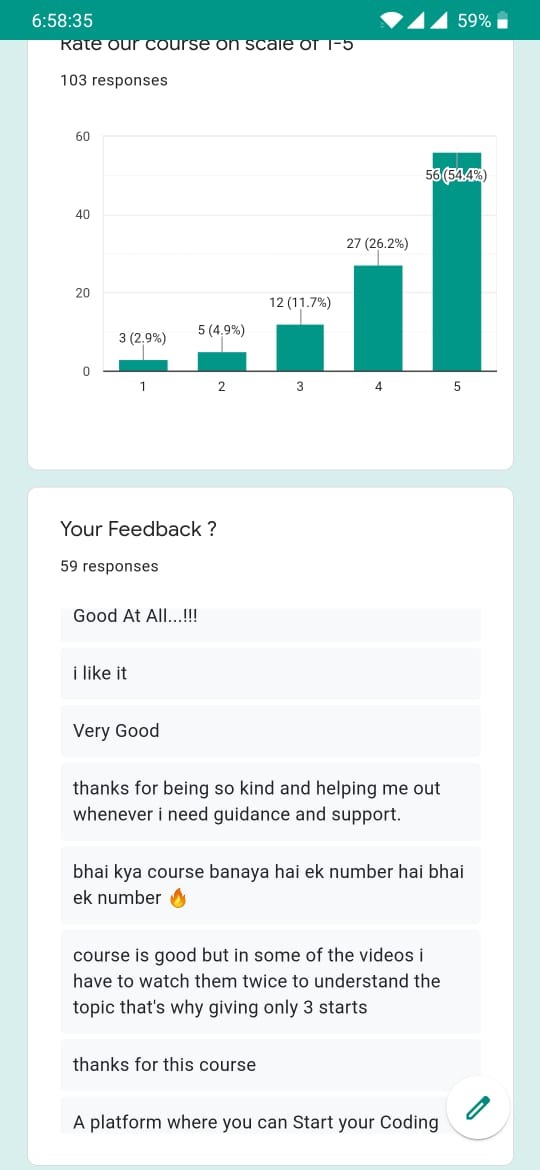 6:58:35
59%
Rate our course on scale of 1-5
103 responses
60
40
20
0
3 (2.9%)
5 (4.9%)
12 (11.7%)
27 (26.2%)
56 (54.4%)
1
2
3
4
5
Your Feedback ?
59 responses
Good At All...!!!
i like it
Very Good
thanks for being so kind and helping me out
whenever i need guidance and support.
bhai kya course banaya hai ek number hai bhai
ek number 🔥
course is good but in some of the videos i
have to watch them twice to understand the
topic that's why giving only 3 starts
thanks for this course
A platform where you can Start your Coding